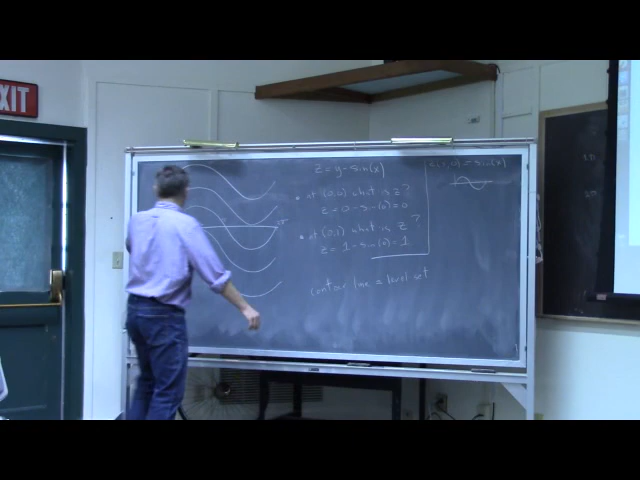 EXIT
z = y - sin(x)
• at (0,0) what is z?
z = 0 - sin(0) = 0
• at (0,1) what is z?
z = 1 - sin(0) = 1
contour line = level set
= sin(x)